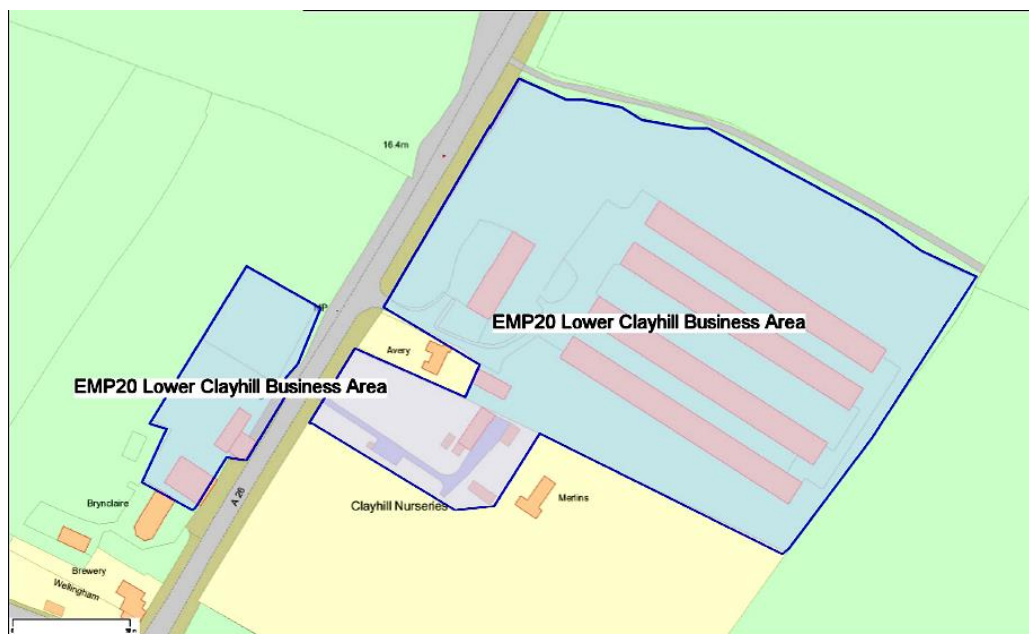 16.4m
EMP20 Lower Clayhill Business Area
Avery
EMP20 Lower Clayhill Business Area
A 26
Clayhill Nurseries
Merlins
Brynclaire
Brewery
Wellingham